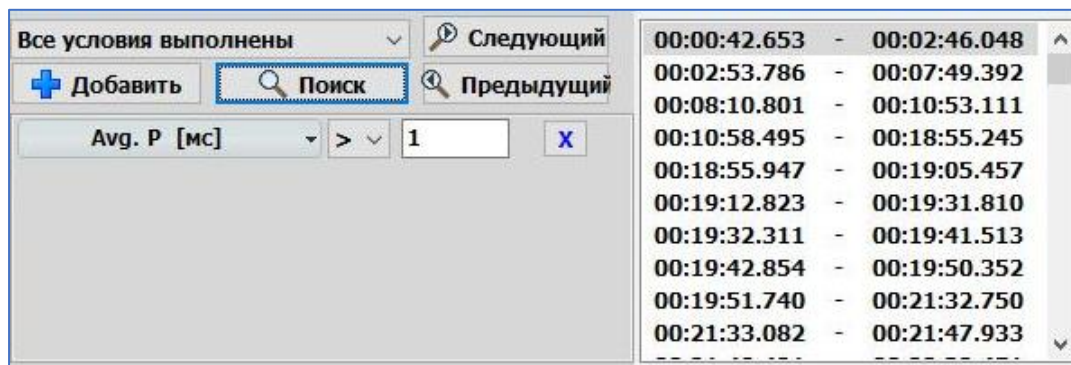 Все условия выполнены
Следующий
Добавить
Поиск
Предыдущий
Avg. P [мс] > 1 X
00:00:42.653 - 00:02:46.048
00:02:53.786 - 00:07:49.392
00:08:10.801 - 00:10:53.111
00:10:58.495 - 00:18:55.245
00:18:55.947 - 00:19:05.457
00:19:12.823 - 00:19:31.810
00:19:32.311 - 00:19:41.513
00:19:42.854 - 00:19:50.352
00:19:51.740 - 00:21:32.750
00:21:33.082 - 00:21:47.933